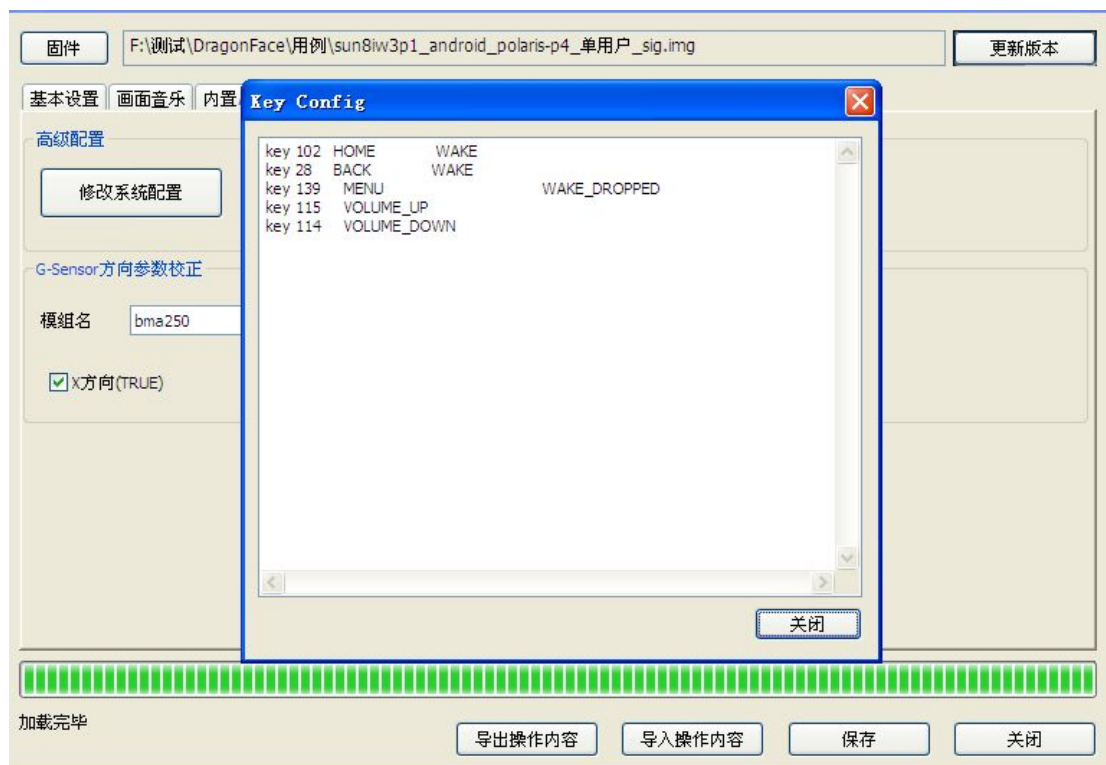 固件
F:\测试\DragonFace\用例\sun8iw3p1_android_polaris-p4_单用户_sig.img
更新版本
基本设置 画面音乐 内置
Key Config
高级配置
修改系统配置
key 102 HOME WAKE
key 28 BACK WAKE
key 139 MENU WAKE_DROPPED
key 115 VOLUME_UP
key 114 VOLUME_DOWN
G-Sensor方向参数校正
模组名 bma250
X方向(TRUE)
关闭
加载完毕
导出操作内容 导入操作内容 保存 关闭